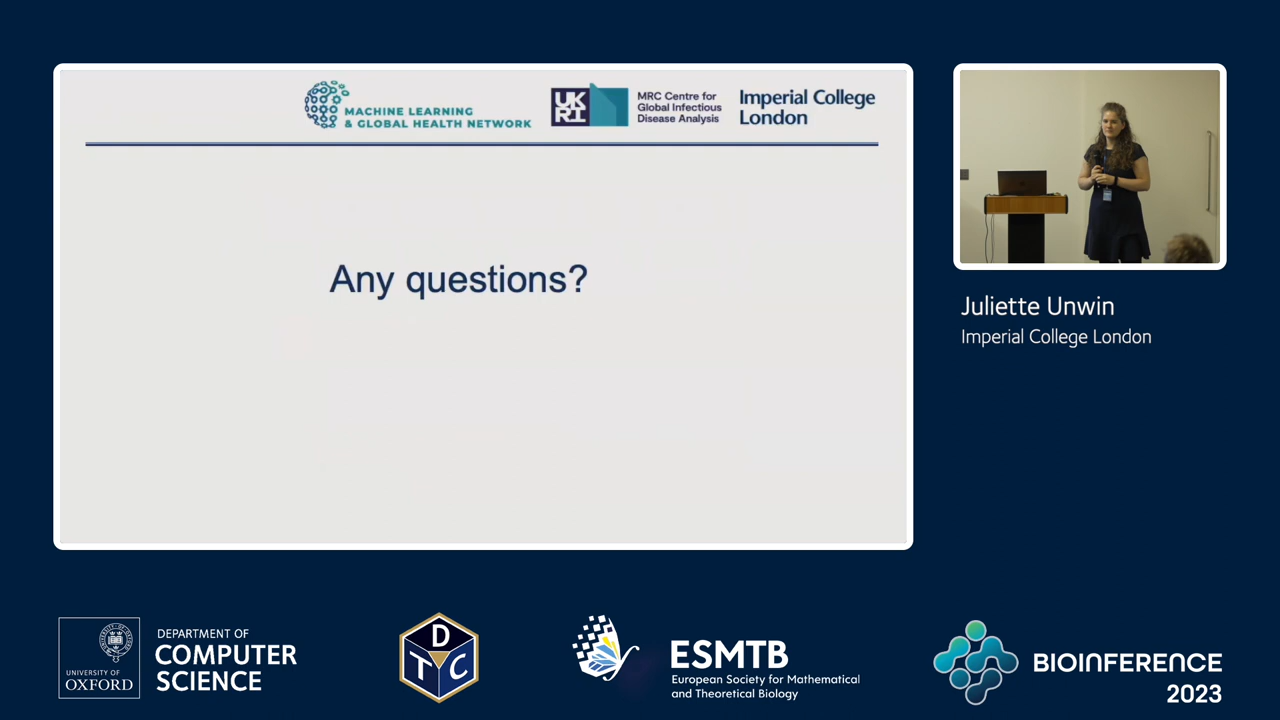 MACHINE LEARNING
& GLOBAL HEALTH NETWORK
UK
RI
MRC Centre for
Global Infectious
Disease Analysis
Imperial College
London
Any questions?
Juliette Unwin
Imperial College London
UNIVERSITY OF
OXFORD
DEPARTMENT OF
COMPUTER
SCIENCE
D
T C
ESMTB
European Society for Mathematical
and Theoretical Biology
BIOINFERENCE
2023